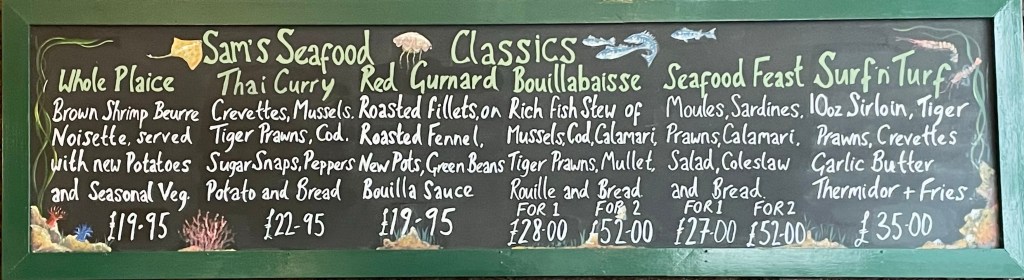 Sam's Seafood Classics
Whole Plaice
Brown Shrimp Beurre
Noisette, served
with new Potatoes
and Seasonal Veg.
£19.95
Thai Curry
Crevettes, Mussels.
Tiger Prawns, Cod.
Sugar Snaps, Peppers
Potato and Bread
£22-95
Red Gurnard
Roasted fillets, on
Roasted Fennel,
New Pots, Green Beans
Bouilla Sauce
£19.95
Bouillabaisse
Rich Fish Stew of
Mussels, Cod, Calamari,
Tiger Prawns, Mullet,
Rouille and Bread
FOR 1 FOR 2
£28.00 £52.00
Seafood Feast
Moules, Sardines,
Prawns, Calamari,
Salad, Coleslaw
and Bread
FOR 1 FOR 2
£27.00 £52.00
Surf 'n' Turf
10oz Sirloin, Tiger
Prawns, Crevettes
Garlic Butter
Thermidor + Fries.
£35.00